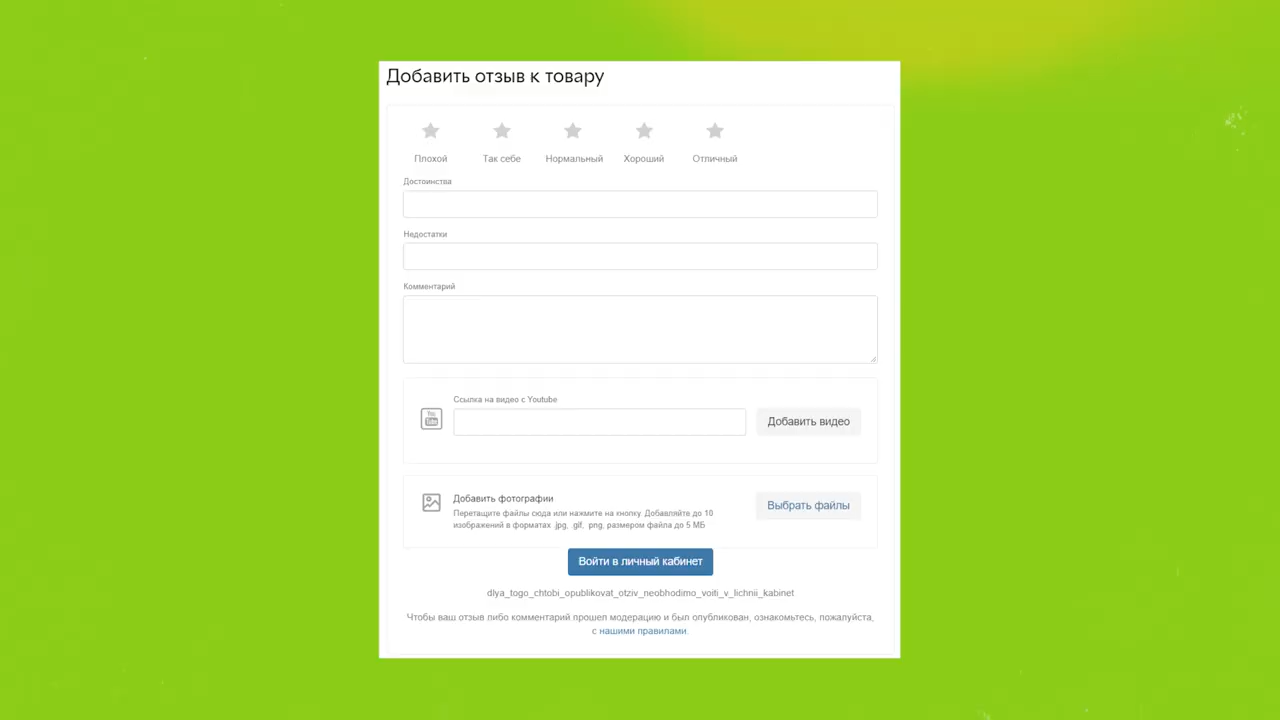 Добавить отзыв к товару
Плохой Так себе Нормальный Хороший Отличный
Достоинства
Недостатки
Комментарий
Ссылка на видео с Youtube
You Tube
Добавить видео
Добавить фотографии
Перетащите файлы сюда или нажмите на кнопку. Добавляйте до 10
изображений в форматах .jpg, .gif, .png, размером файла до 5 МБ
Выбрать файлы
Войти в личный кабинет
dlya_togo_chtobi_opublikovat_otziv_neobhodimo_voiti_v_lichnii_kabinet
Чтобы ваш отзыв либо комментарий прошел модерацию и был опубликован, ознакомьтесь, пожалуйста,
с нашими правилами.